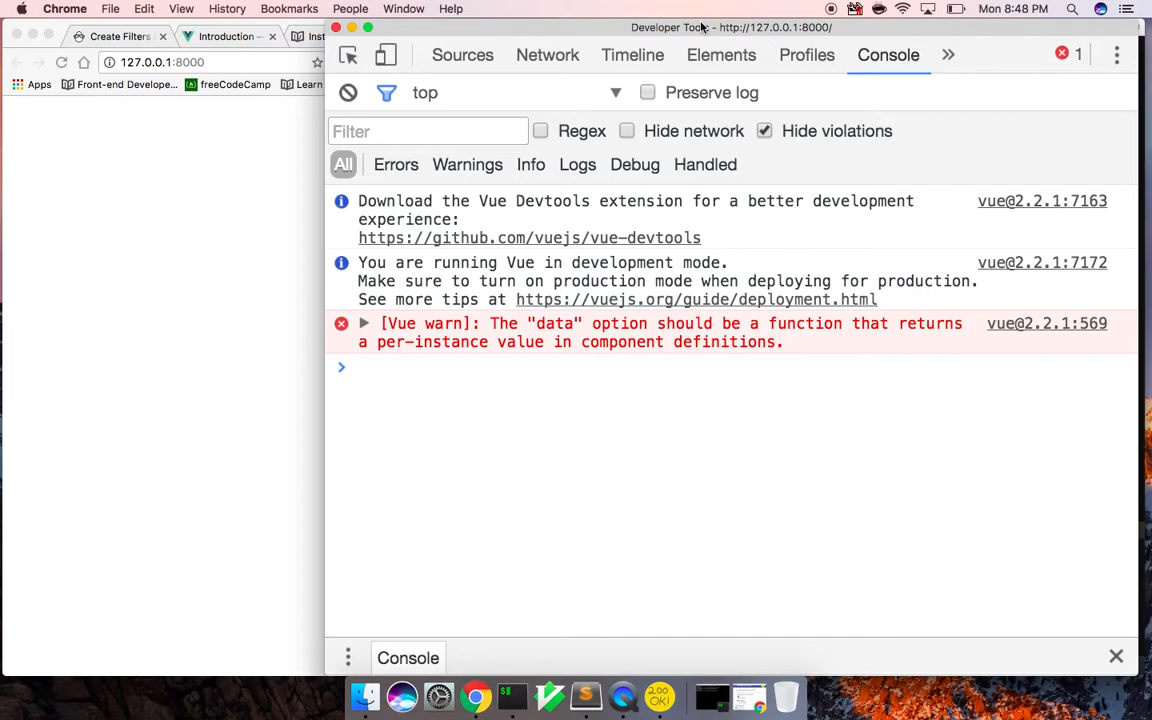 Chrome File Edit View History Bookmarks People Window Help Mon 8:48 PM
Create Filters Introduction — Inst
127.0.0.1:8000
Apps Front-end Develope... freeCodeCamp Learn
Developer Tools - http://127.0.0.1:8000/
Sources Network Timeline Elements Profiles Console » 1
top Preserve log
Filter Regex Hide network Hide violations
All Errors Warnings Info Logs Debug Handled
Download the Vue Devtools extension for a better development vue@2.2.1:7163
experience:
https://github.com/vuejs/vue-devtools
You are running Vue in development mode. vue@2.2.1:7172
Make sure to turn on production mode when deploying for production.
See more tips at https://vuejs.org/guide/deployment.html
[Vue warn]: The "data" option should be a function that returns vue@2.2.1:569
a per-instance value in component definitions.
Console
200 OK!